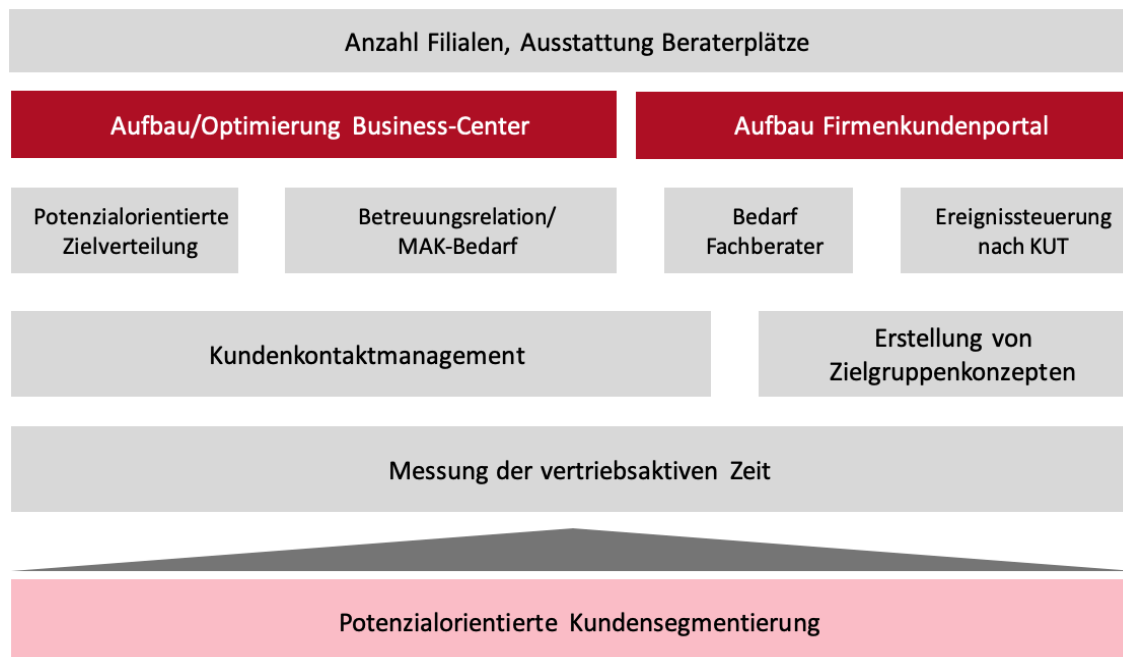 Anzahl Filialen, Ausstattung Beraterplätze
Aufbau/Optimierung Business-Center
Aufbau Firmenkundenportal
Potenzialorientierte
Zielverteilung
Betreuungsrelation/
MAK-Bedarf
Bedarf
Fachberater
Ereignissteuerung
nach KUT
Kundenkontaktmanagement
Erstellung von
Zielgruppenkonzepten
Messung der vertriebsaktiven Zeit
Potenzialorientierte Kundensegmentierung